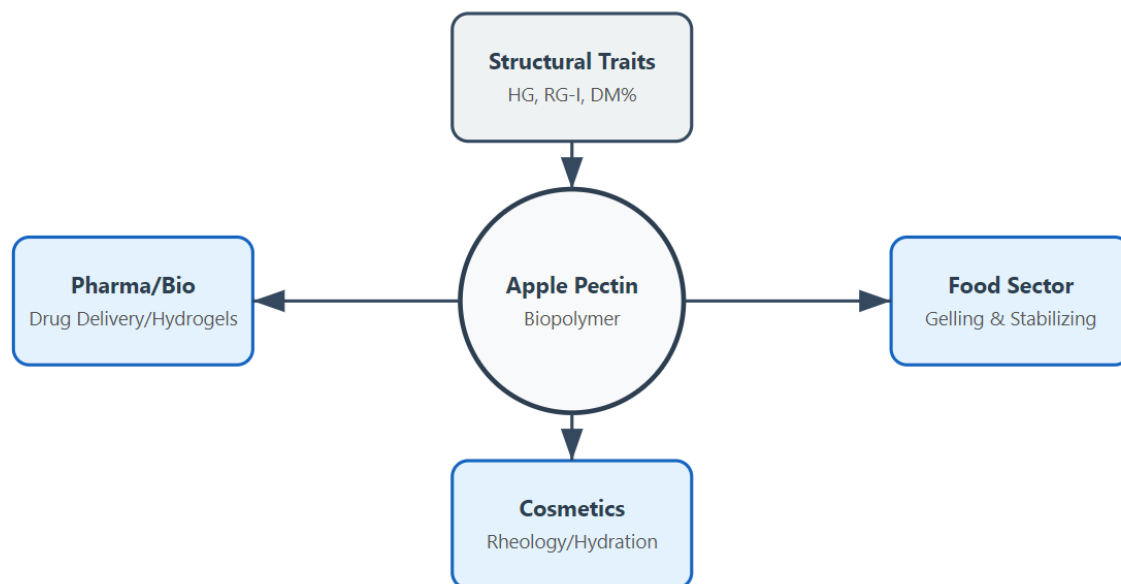 Structural Traits
HG, RG-I, DM%
Pharma/Bio
Drug Delivery/Hydrogels
Apple Pectin
Biopolymer
Food Sector
Gelling & Stabilizing
Cosmetics
Rheology/Hydration